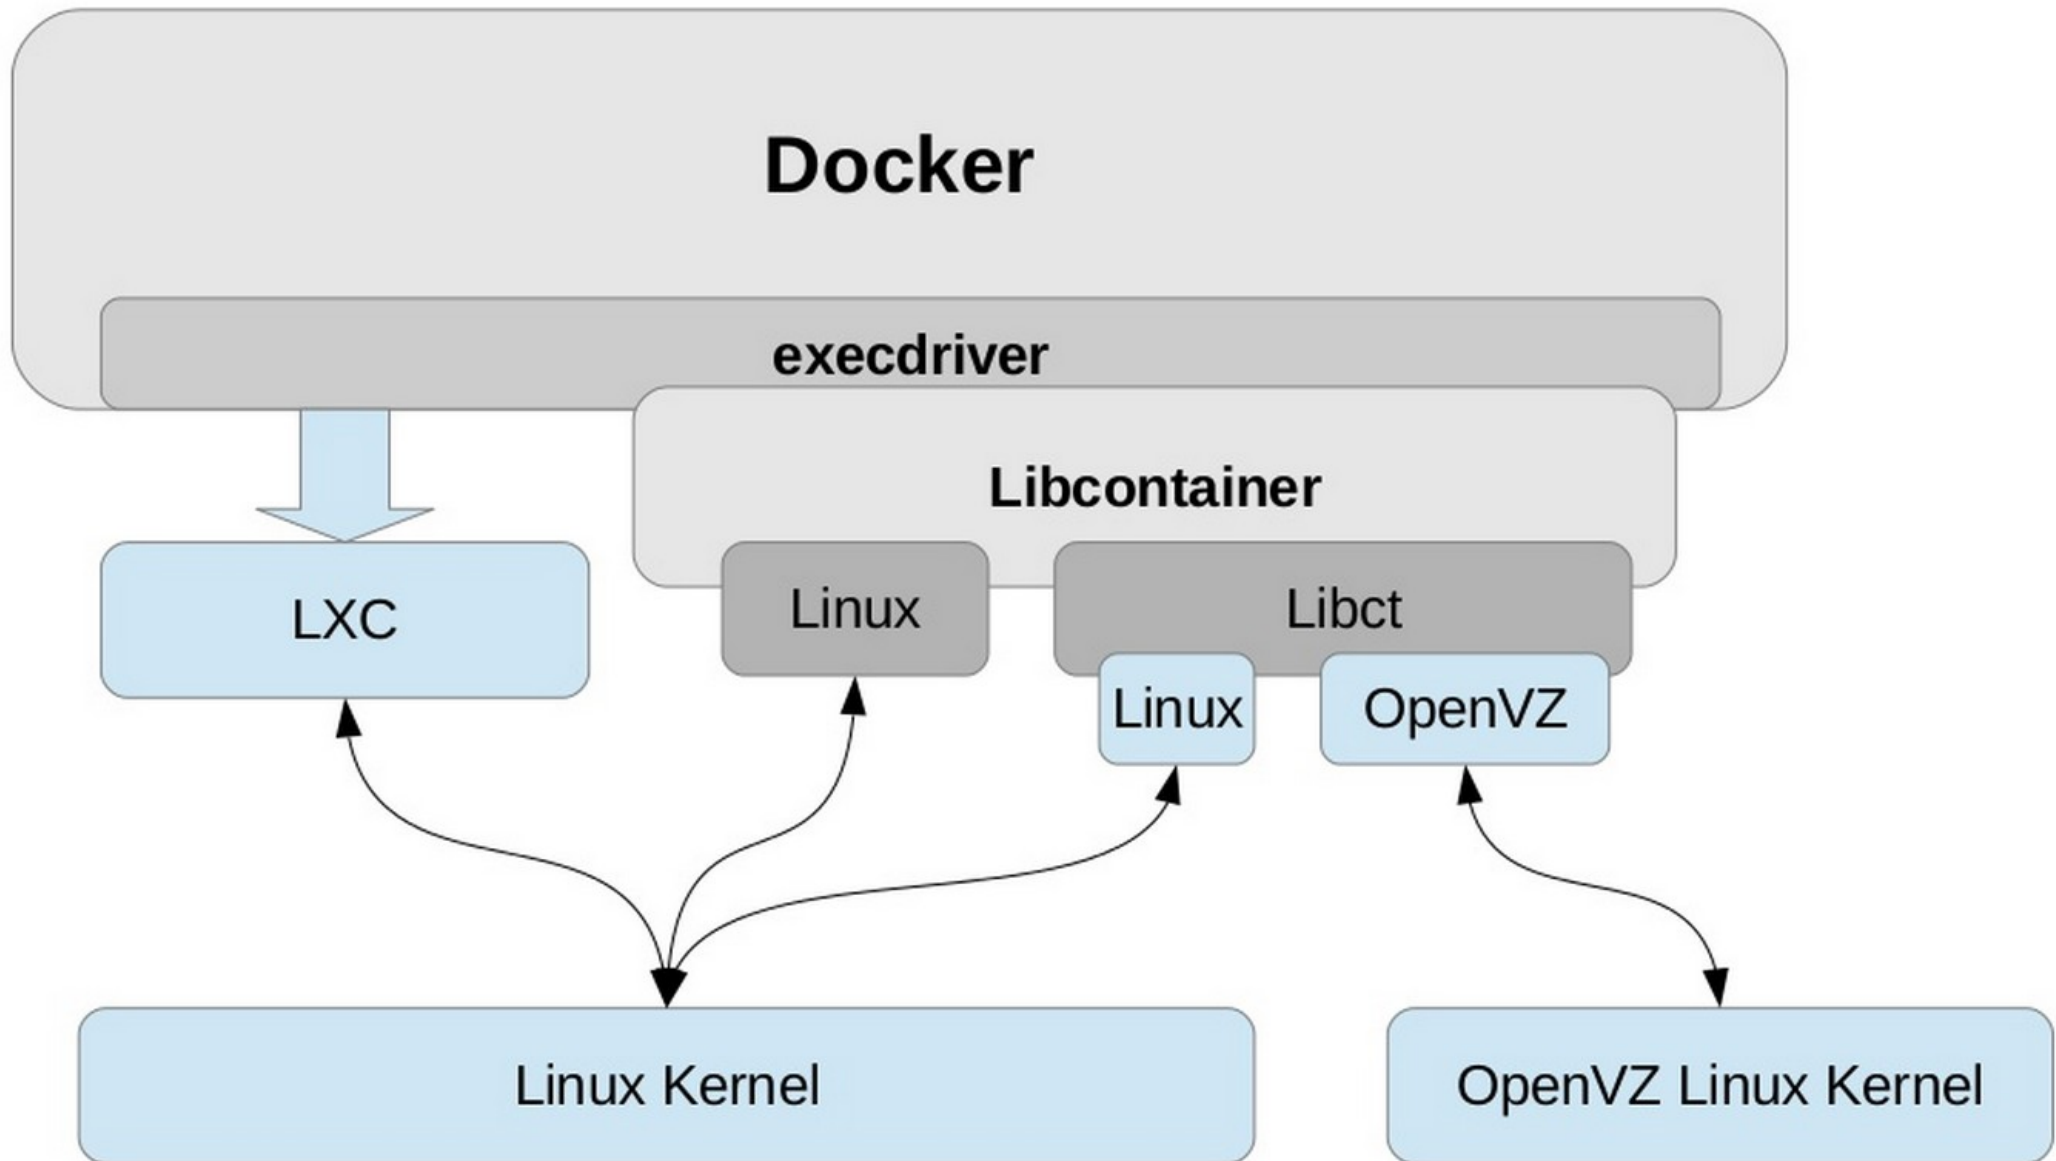 Docker
execdriver
Libcontainer
LXC
Linux
Libct
Linux
OpenVZ
Linux Kernel
OpenVZ Linux Kernel